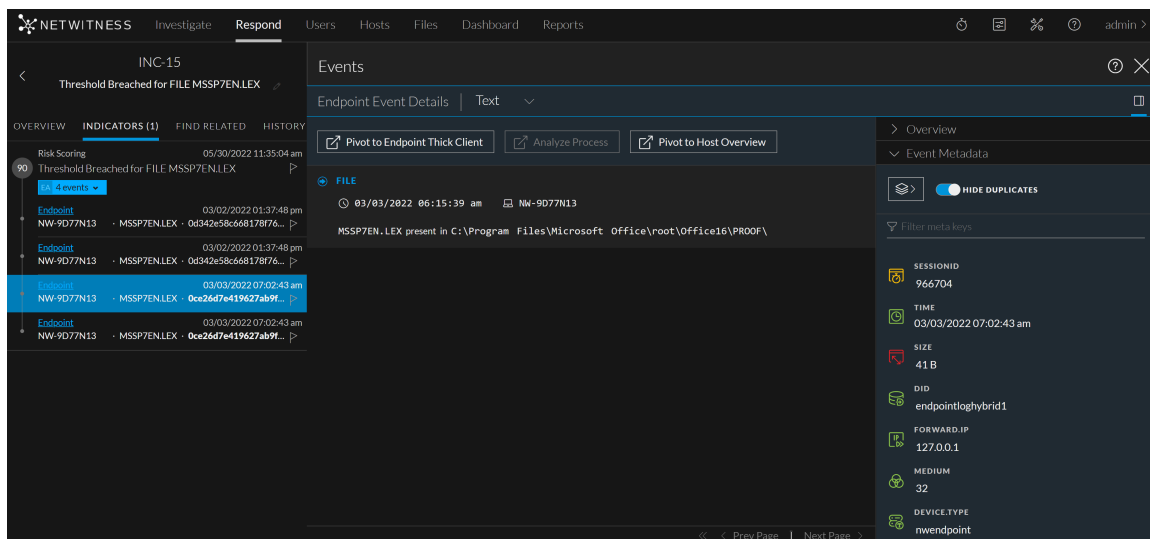 NETWITNESS Investigate Respond Users Hosts Files Dashboard Reports admin >
INC-15
Threshold Breached for FILE MSSP7EN.LEX
OVERVIEW INDICATORS (1) FIND RELATED HISTORY
Risk Scoring 05/30/2022 11:35:04 am
90 Threshold Breached for FILE MSSP7EN.LEX
EA 4 events
Endpoint 03/02/2022 01:37:48 pm
NW-9D77N13 · MSSP7EN.LEX · 0d342e58c668178f76...
Endpoint 03/02/2022 01:37:48 pm
NW-9D77N13 · MSSP7EN.LEX · 0d342e58c668178f76...
Endpoint 03/03/2022 07:02:43 am
NW-9D77N13 · MSSP7EN.LEX · 0ce26d7e419627ab9f...
Endpoint 03/03/2022 07:02:43 am
NW-9D77N13 · MSSP7EN.LEX · 0ce26d7e419627ab9f...
Events
Endpoint Event Details | Text
Pivot to Endpoint Thick Client Analyze Process Pivot to Host Overview
FILE
03/03/2022 06:15:39 am NW-9D77N13
MSSP7EN.LEX present in C:\Program Files\Microsoft Office\root\Office16\PROOF\
<< < Prev Page | Next Page >
> Overview
Event Metadata
HIDE DUPLICATES
Filter meta keys
SESSIONID
966704
TIME
03/03/2022 07:02:43 am
SIZE
41 B
DID
endpointloghybrid1
FORWARD.IP
127.0.0.1
MEDIUM
32
DEVICE.TYPE
nwendpoint